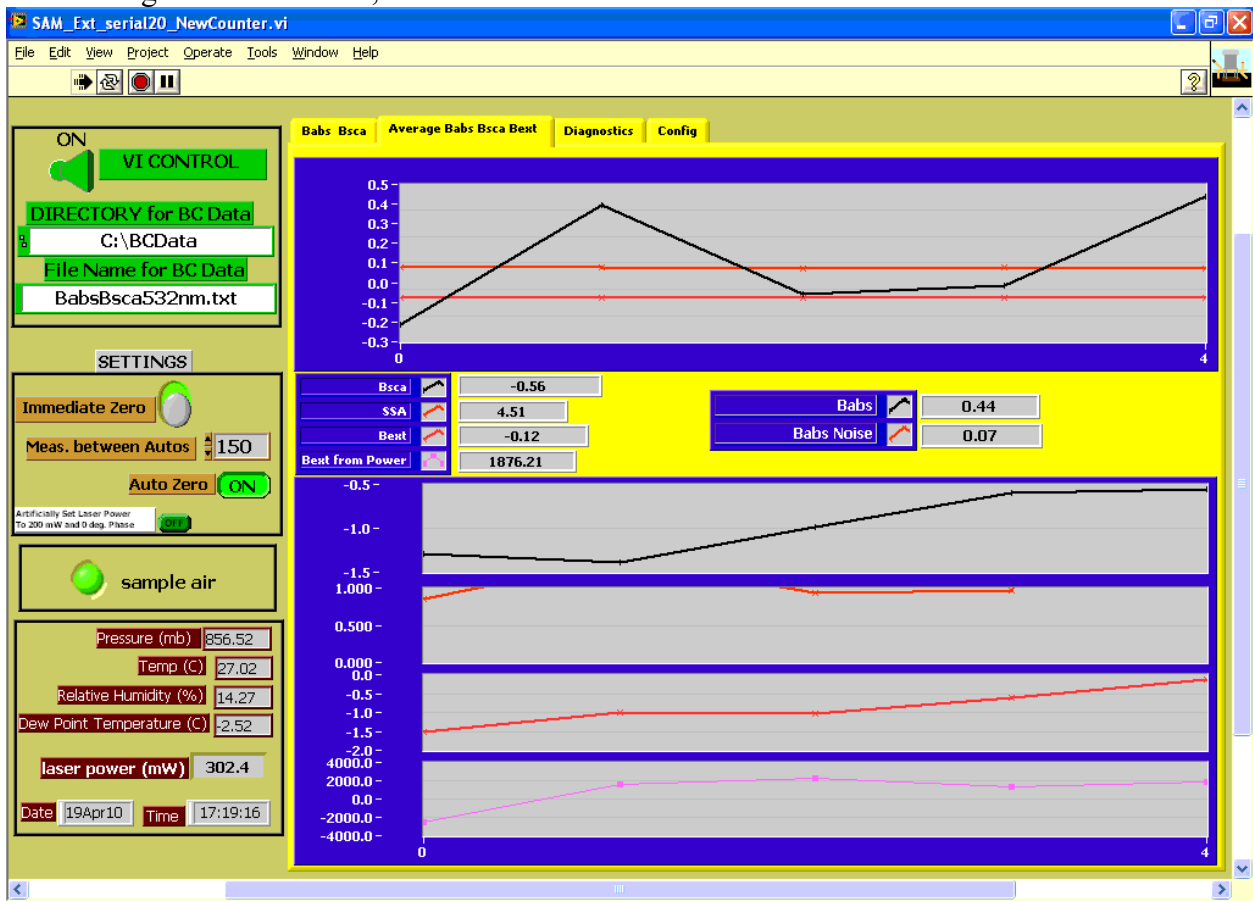 SAM_Ext_serial20_NewCounter.vi
File Edit View Project Operate Tools Window Help
Babs Bsca Average Babs Bsca Bext Diagnostics Config
ON
VI CONTROL
DIRECTORY for BC Data
C:\BCData
File Name for BC Data
BabsBsca532nm.txt
SETTINGS
Immediate Zero
Meas. between Autos 150
Auto Zero ON
Artificially Set Laser Power
To 200 mW and 0 deg. Phase OFF
sample air
Pressure (mb) 856.52
Temp (C) 27.02
Relative Humidity (%) 14.27
Dew Point Temperature (C) -2.52
laser power (mW) 302.4
Date 19Apr10 Time 17:19:16
0.5
0.4
0.3
0.2
0.1
0.0
-0.1
-0.2
-0.3
0 4
Bsca -0.56
SSA 4.51
Bext -0.12
Bext from Power 1876.21
Babs 0.44
Babs Noise 0.07
-0.5
-1.0
-1.5
1.000
0.500
0.000
0.0
-0.5
-1.0
-1.5
-2.0
4000.0
2000.0
0.0
-2000.0
-4000.0
0 4